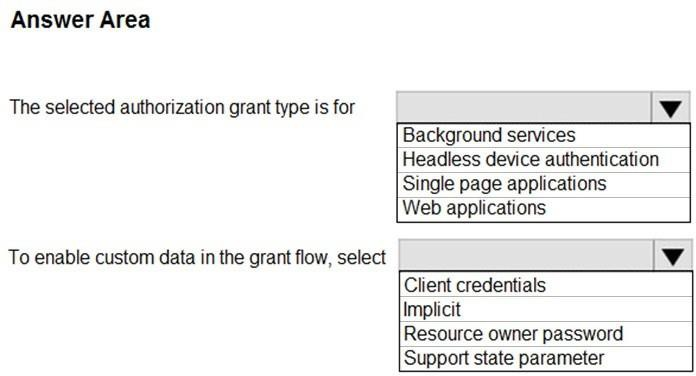 Answer Area
The selected authorization grant type is for
Background services
Headless device authentication
Single page applications
Web applications
To enable custom data in the grant flow, select
Client credentials
Implicit
Resource owner password
Support state parameter